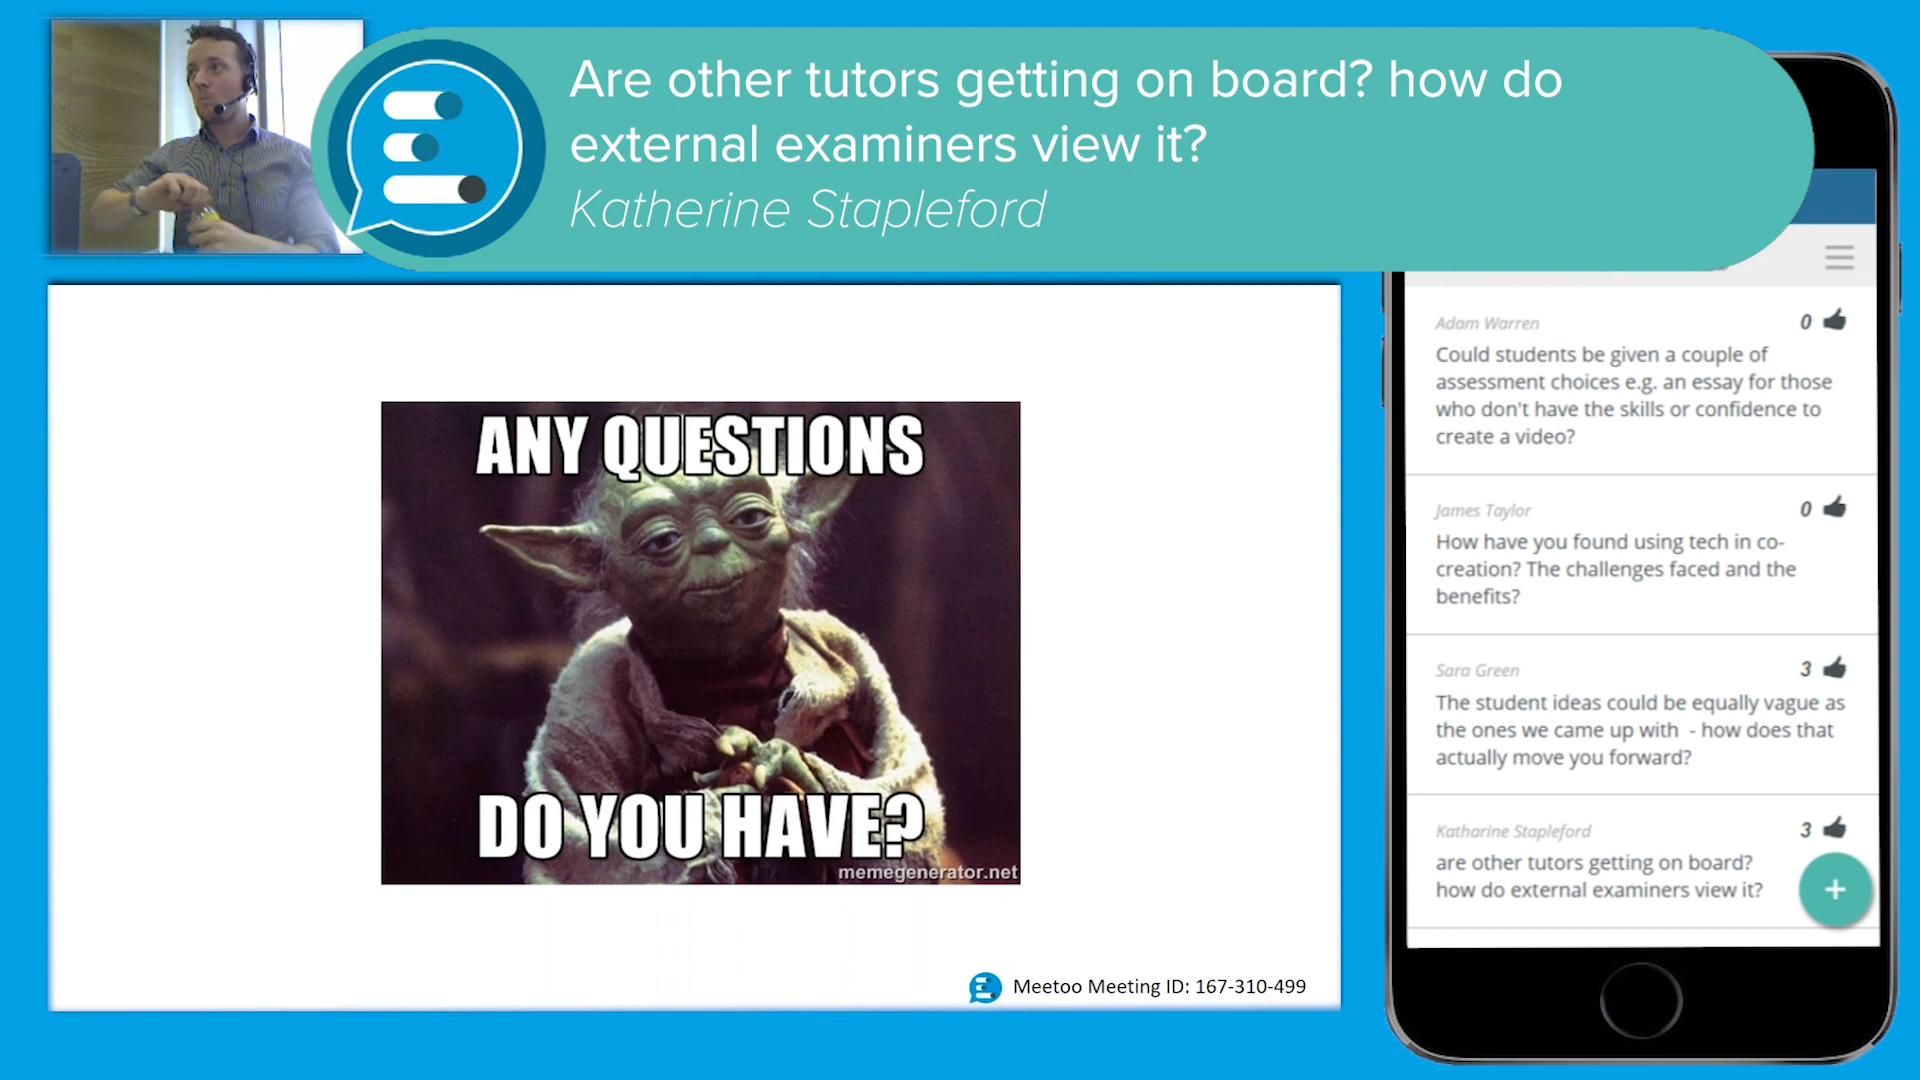 Are other tutors getting on board? how do
external examiners view it?
Katherine Stapleford
ANY QUESTIONS
DO YOU HAVE?
memegenerator.net
Meetoo Meeting ID: 167-310-499
Adam Warren
0
Could students be given a couple of
assessment choices e.g. an essay for those
who don't have the skills or confidence to
create a video?
James Taylor
0
How have you found using tech in co-
creation? The challenges faced and the
benefits?
Sara Green
3
The student ideas could be equally vague as
the ones we came up with - how does that
actually move you forward?
Katharine Stapleford
3
are other tutors getting on board?
how do external examiners view it?
+